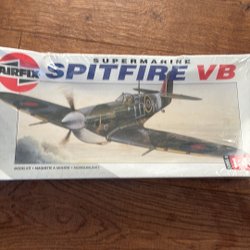 AIRFIX
SUPERMARINE
SPITFIRE VB